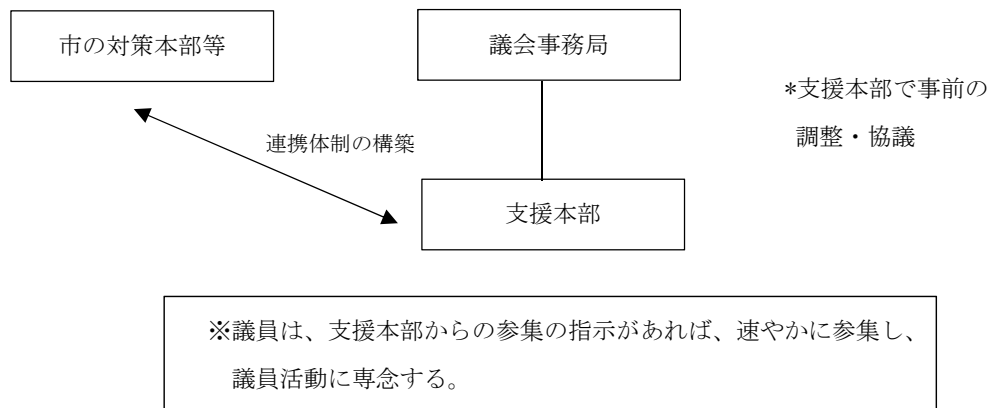 市の対策本部等
議会事務局
*支援本部で事前の
調整・協議
連携体制の構築
支援本部
※議員は、支援本部からの参集の指示があれば、速やかに参集し、
議員活動に専念する。